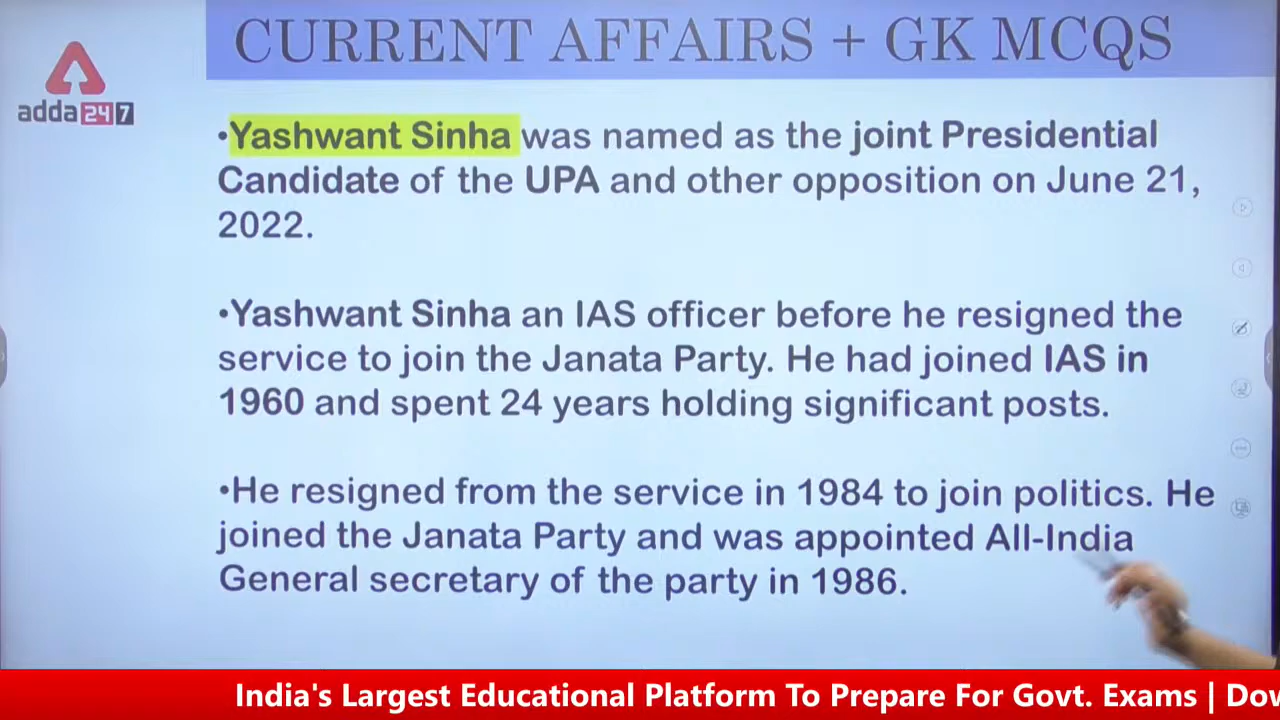 CURRENT AFFAIRS + GK MCQS
adda 24 7
•Yashwant Sinha was named as the joint Presidential
Candidate of the UPA and other opposition on June 21,
2022.
•Yashwant Sinha an IAS officer before he resigned the
service to join the Janata Party. He had joined IAS in
1960 and spent 24 years holding significant posts.
•He resigned from the service in 1984 to join politics. He
joined the Janata Party and was appointed All-India
General secretary of the party in 1986.
India's Largest Educational Platform To Prepare For Govt. Exams |